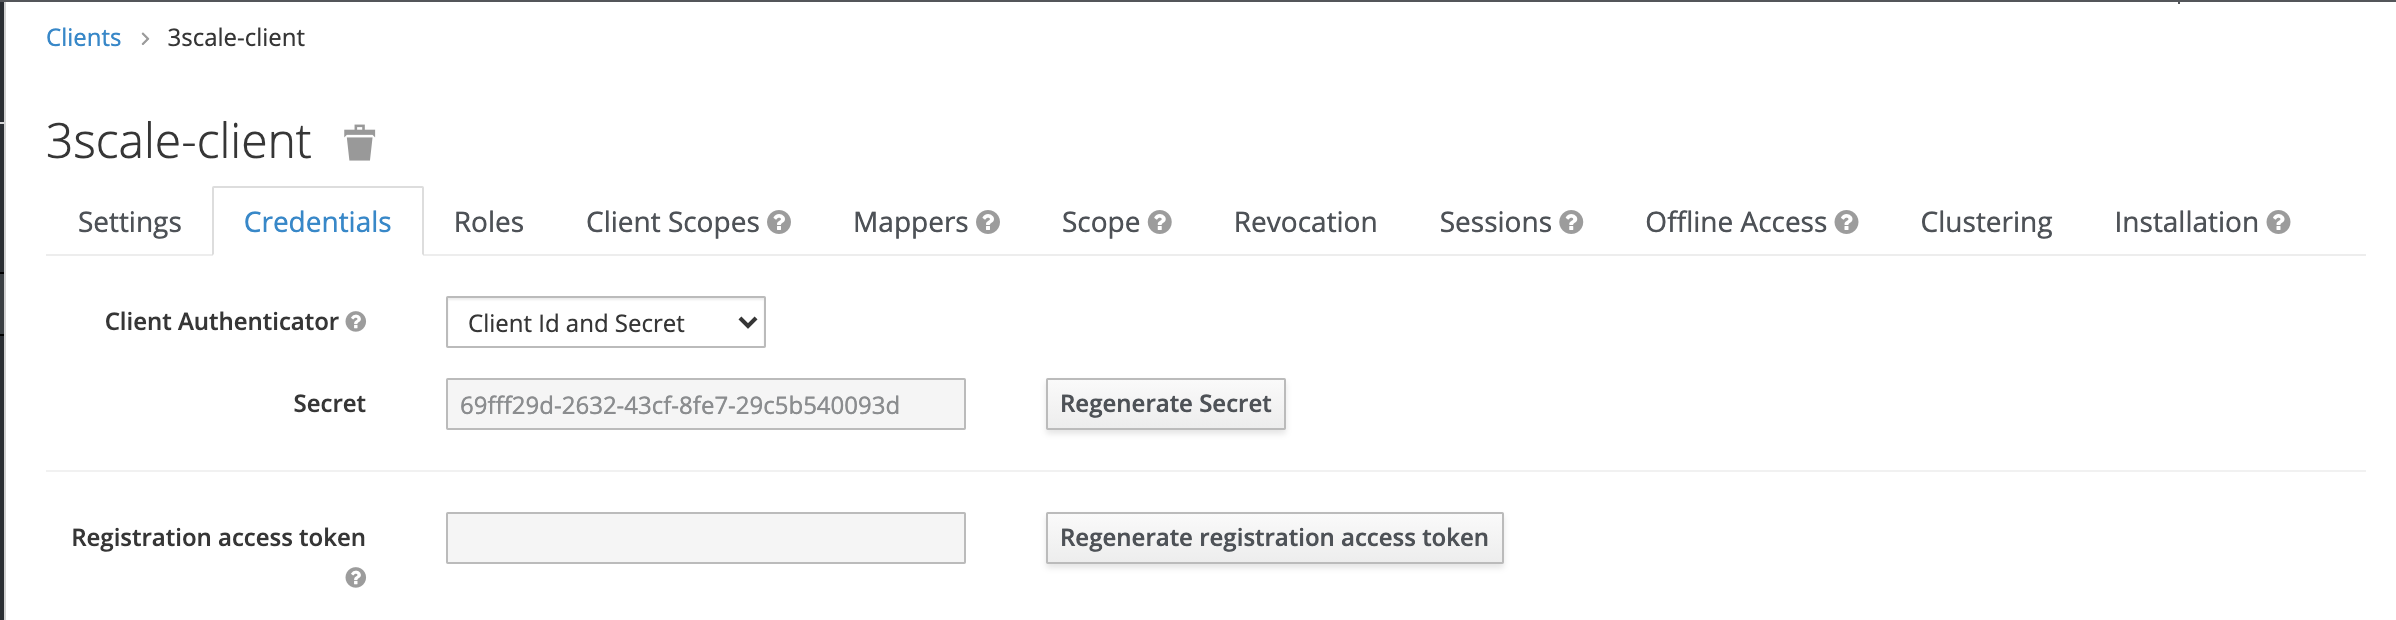 Clients > 3scale-client
3scale-client
Settings Credentials Roles Client Scopes ? Mappers ? Scope ? Revocation Sessions ? Offline Access ? Clustering Installation ?
Client Authenticator ? Client Id and Secret
Secret 69fff29d-2632-43cf-8fe7-29c5b540093d Regenerate Secret
Registration access token Regenerate registration access token
?